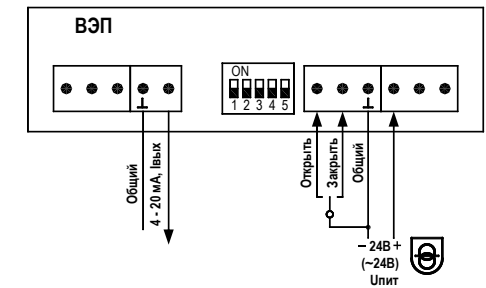 ВЭП
ON
1 2 3 4 5
Общий
4 - 20 мА, Iвых
Открыть
Закрыть
Общий
– 24В +
(~24В)
Uпит